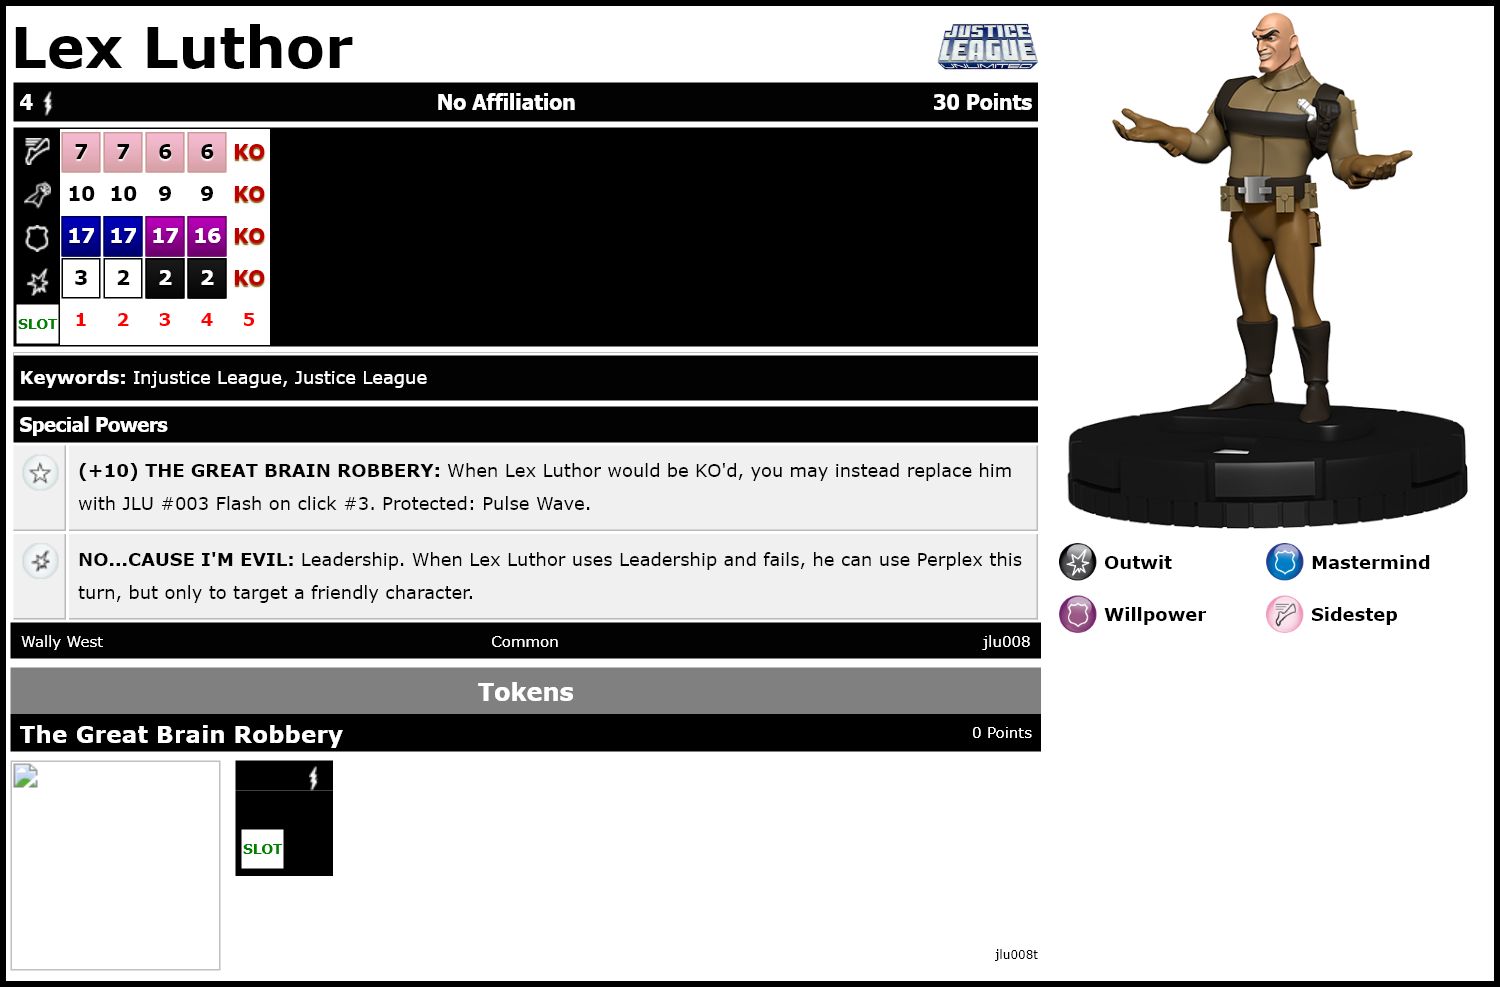 Lex Luthor
JUSTICE
LEAGUE
UNLIMITED
4 No Affiliation 30 Points
7 7 6 6 KO
10 10 9 9 KO
17 17 17 16 KO
3 2 2 2 KO
SLOT 1 2 3 4 5
Keywords: Injustice League, Justice League
Special Powers
(+10) THE GREAT BRAIN ROBBERY: When Lex Luthor would be KO'd, you may instead replace him
with JLU #003 Flash on click #3. Protected: Pulse Wave.
NO...CAUSE I'M EVIL: Leadership. When Lex Luthor uses Leadership and fails, he can use Perplex this
turn, but only to target a friendly character.
Wally West Common jlu008
Outwit Mastermind
Willpower Sidestep
Tokens
The Great Brain Robbery 0 Points
SLOT
jlu008t